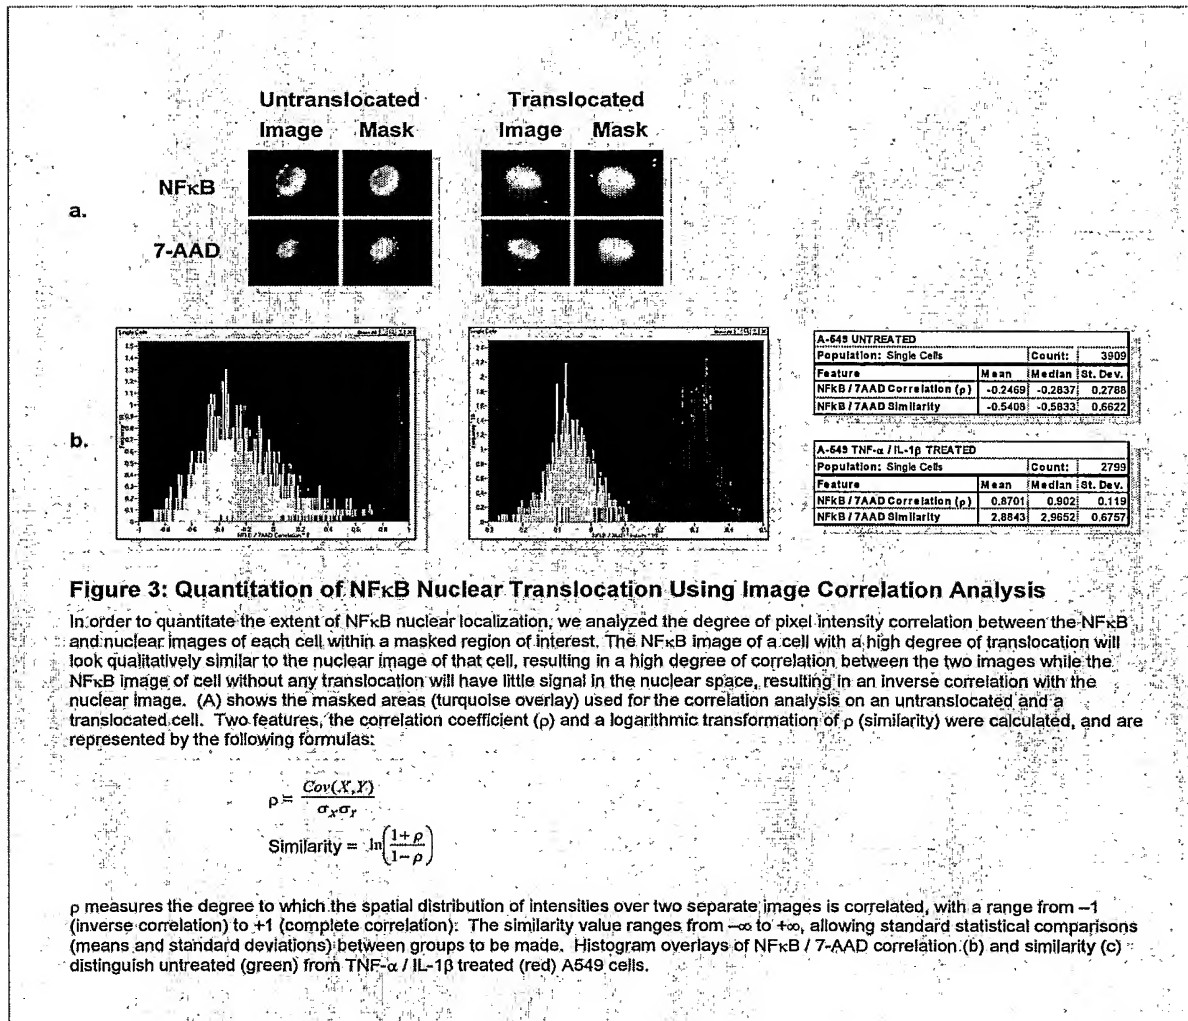 Untranslocated Translocated
Image Mask Image Mask
NFκB
a.
7-AAD
b.
Single Cells
Single Cells
A-549 UNTREATED
Population: Single Cells Count: 3909
Feature Mean Median St. Dev.
NFkB / 7AAD Correlation (ρ) -0.2469 -0.2837 0.2788
NFkB / 7AAD Similarity -0.5408 -0.5833 0.6622
A-549 TNF-α / IL-1β TREATED
Population: Single Cells Count: 2799
Feature Mean Median St. Dev.
NFkB / 7AAD Correlation (ρ) 0.8701 0.902 0.119
NFkB / 7AAD Similarity 2.8843 2.9652 0.6757
Figure 3: Quantitation of NFκB Nuclear Translocation Using Image Correlation Analysis
In order to quantitate the extent of NFκB nuclear localization, we analyzed the degree of pixel intensity correlation between the NFκB
and nuclear images of each cell within a masked region of interest. The NFκB image of a cell with a high degree of translocation will
look qualitatively similar to the nuclear image of that cell, resulting in a high degree of correlation between the two images while the
NFκB image of cell without any translocation will have little signal in the nuclear space, resulting in an inverse correlation with the
nuclear image. (A) shows the masked areas (turquoise overlay) used for the correlation analysis on an untranslocated and a
translocated cell. Two features, the correlation coefficient (ρ) and a logarithmic transformation of ρ (similarity) were calculated, and are
represented by the following formulas:
ρ = Cov(X,Y) / σXσY
Similarity = ln((1+ρ)/(1−ρ))
ρ measures the degree to which the spatial distribution of intensities over two separate images is correlated, with a range from –1
(inverse correlation) to +1 (complete correlation). The similarity value ranges from –∞ to +∞, allowing standard statistical comparisons
(means and standard deviations) between groups to be made. Histogram overlays of NFκB / 7-AAD correlation (b) and similarity (c)
distinguish untreated (green) from TNF-α / IL-1β treated (red) A549 cells.